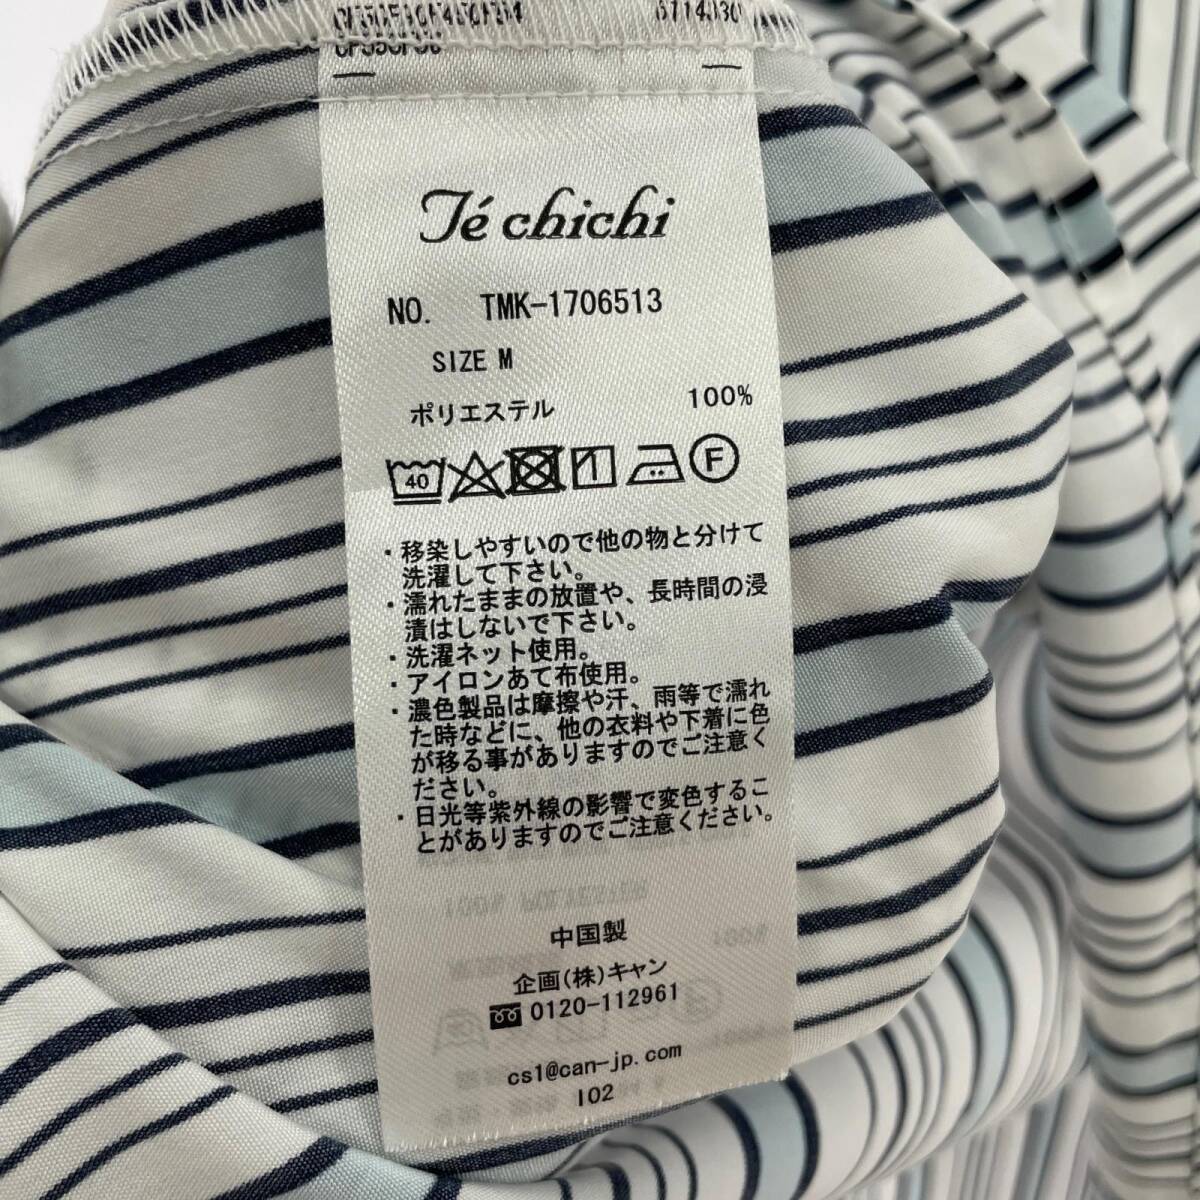 Té chichi
NO. TMK-1706513
SIZE M
ポリエステル 100%
40 F
・移染しやすいので他の物と分けて
洗濯して下さい。
・濡れたままの放置や、長時間の浸
漬はしないで下さい。
・洗濯ネット使用。
・アイロンあて布使用。
・濃色製品は摩擦や汗、雨等で濡れ
た時などに、他の衣料や下着に色
が移る事がありますのでご注意く
ださい。
・日光等紫外線の影響で変色するこ
とがありますのでご注意ください。
中国製
企画(株)キャン
0120-112961
cs1@can-jp.com
I02